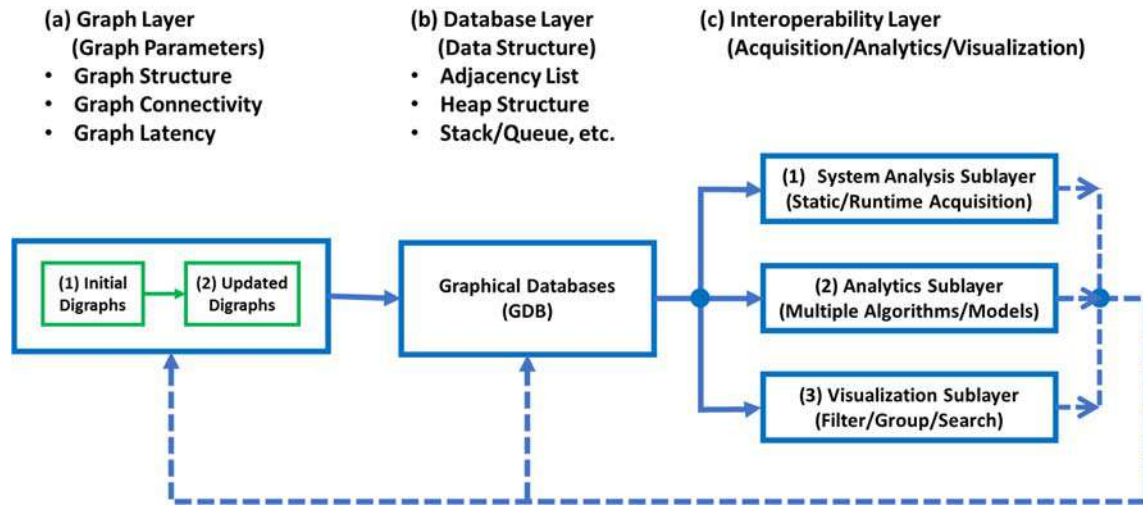 (a) Graph Layer
(Graph Parameters)
• Graph Structure
• Graph Connectivity
• Graph Latency
(b) Database Layer
(Data Structure)
• Adjacency List
• Heap Structure
• Stack/Queue, etc.
(c) Interoperability Layer
(Acquisition/Analytics/Visualization)
(1) Initial
Digraphs
(2) Updated
Digraphs
Graphical Databases
(GDB)
(1) System Analysis Sublayer
(Static/Runtime Acquisition)
(2) Analytics Sublayer
(Multiple Algorithms/Models)
(3) Visualization Sublayer
(Filter/Group/Search)